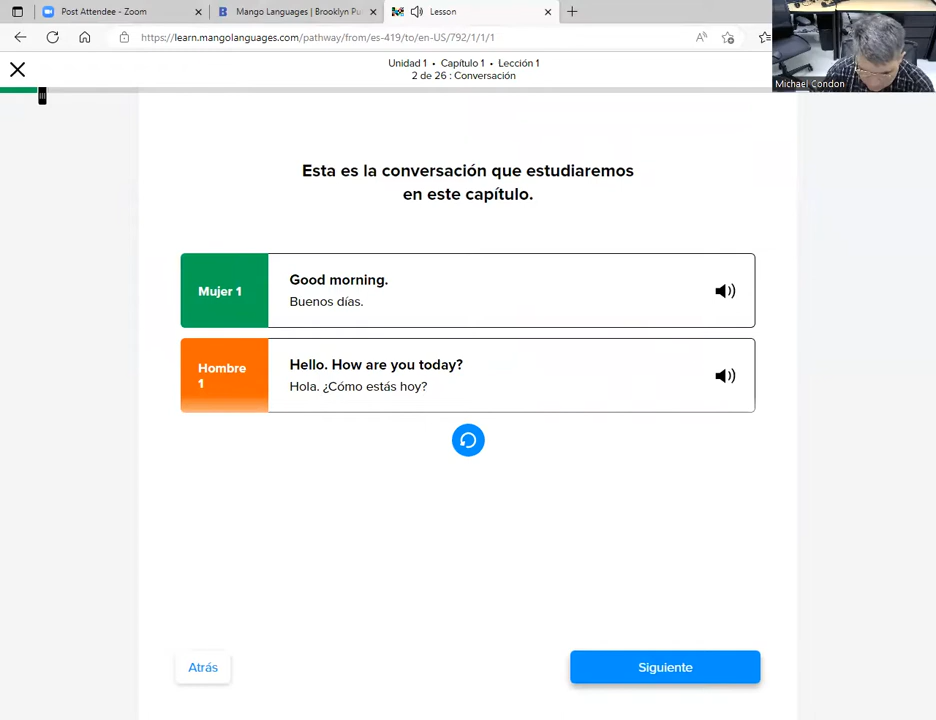 Post Attendee - Zoom
Mango Languages | Brooklyn Pu
Lesson
https://learn.mangolanguages.com/pathway/from/es-419/to/en-US/792/1/1/1
Unidad 1 • Capítulo 1 • Lección 1
2 de 26 : Conversación
Michael Condon
Esta es la conversación que estudiaremos
en este capítulo.
Mujer 1
Good morning.
Buenos días.
Hombre
1
Hello. How are you today?
Hola. ¿Cómo estás hoy?
Atrás
Siguiente